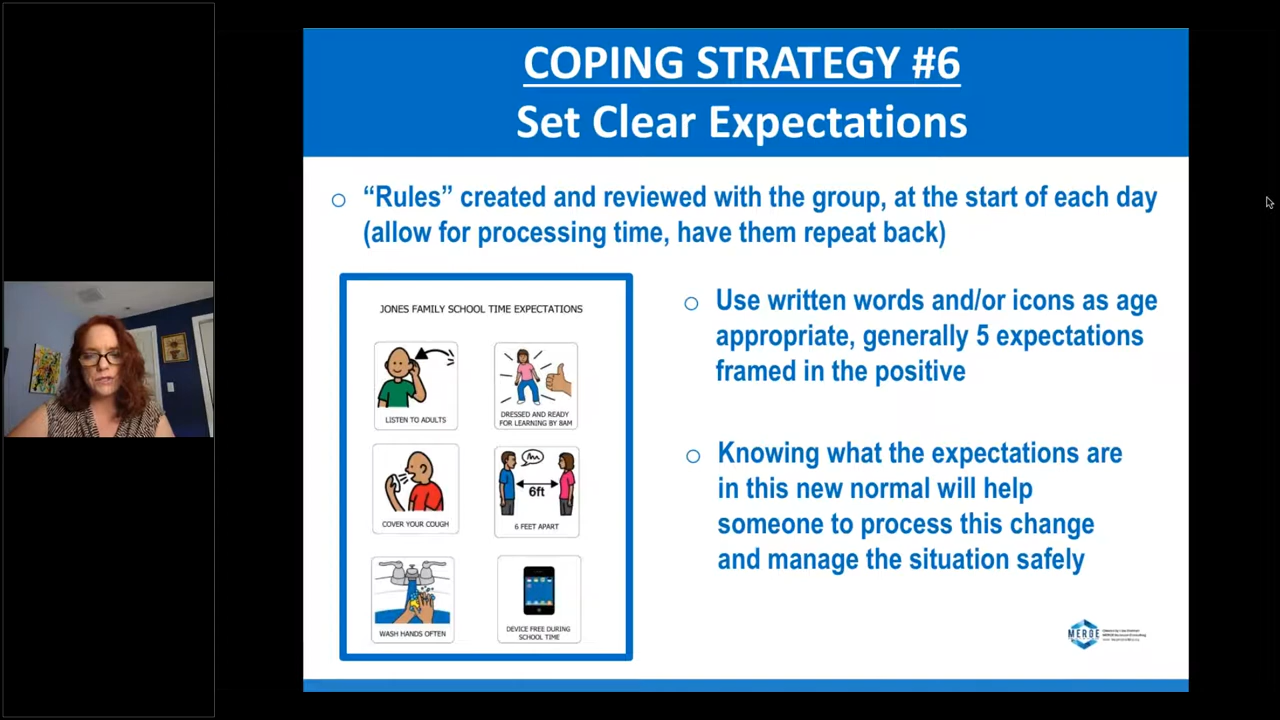 COPING STRATEGY #6
Set Clear Expectations
○ “Rules” created and reviewed with the group, at the start of each day
(allow for processing time, have them repeat back)
JONES FAMILY SCHOOL TIME EXPECTATIONS
LISTEN TO ADULTS
DRESSED AND READY
FOR LEARNING BY 8AM
COVER YOUR COUGH
6ft
6 FEET APART
WASH HANDS OFTEN
DEVICE FREE DURING
SCHOOL TIME
○ Use written words and/or icons as age
appropriate, generally 5 expectations
framed in the positive
○ Knowing what the expectations are
in this new normal will help
someone to process this change
and manage the situation safely
MERGE